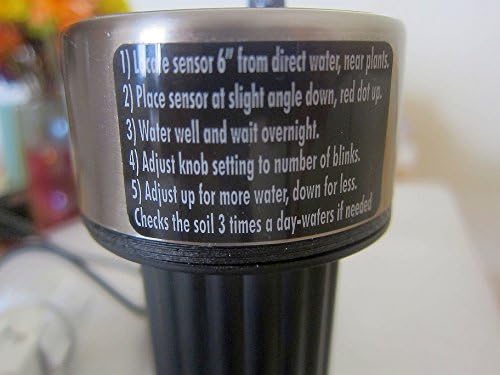 1) Locate sensor 6" from direct water, near plants.
2) Place sensor at slight angle down, red dot up.
3) Water well and wait overnight.
4) Adjust knob setting to number of blinks.
5) Adjust up for more water, down for less.
Checks the soil 3 times a day-waters if needed